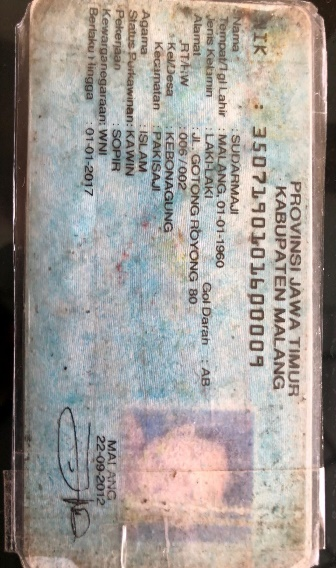 PROVINSI JAWA TIMUR
KABUPATEN MALANG
NIK : 3507190101600009
Nama : SUDARMAJI
Tempat/Tgl Lahir : MALANG, 01-01-1960
Jenis Kelamin : LAKI-LAKI Gol Darah : AB
Alamat : JL GOTONG ROYONG 80
RT/RW : 006/002
Kel/Desa : KEBONAGUNG
Kecamatan : PAKISAJI
Agama : ISLAM
Status Perkawinan: KAWIN
Pekerjaan : SOPIR
Kewarganegaraan: WNI
Berlaku Hingga : 01-01-2017
MALANG
22-09-2012